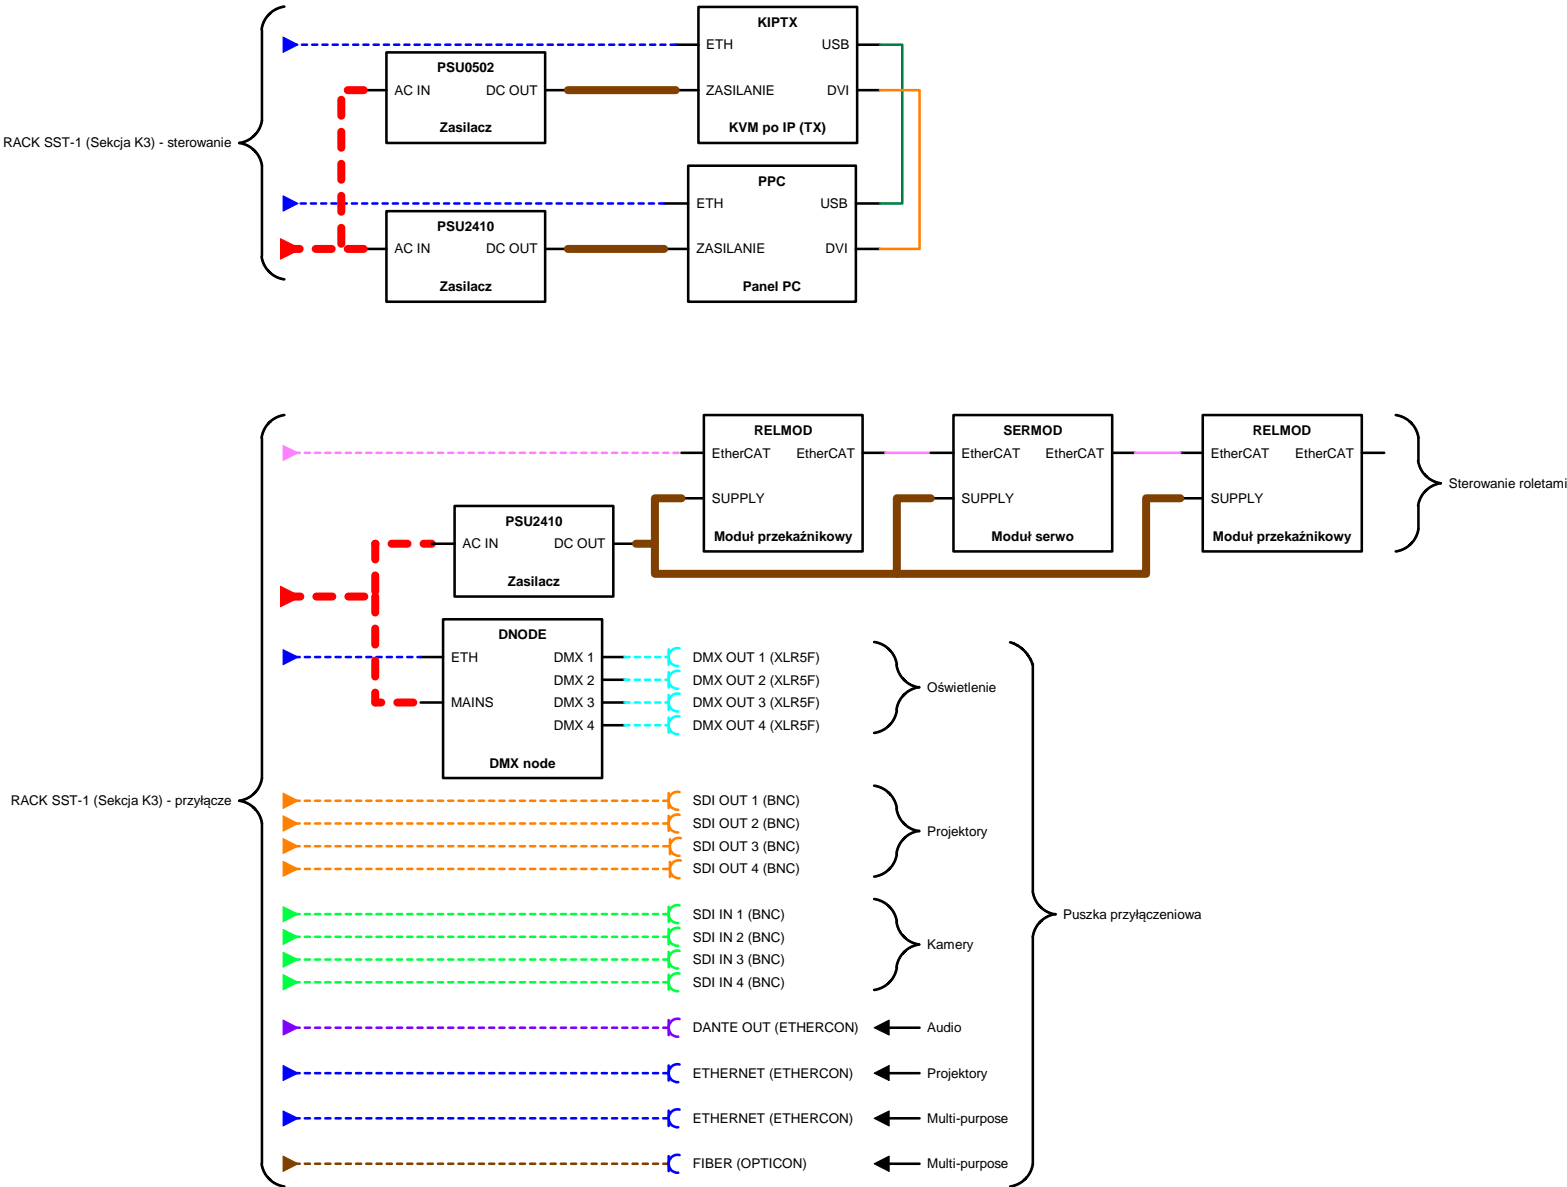 KIPTX
ETH USB
ZASILANIE DVI
KVM po IP (TX)
PSU0502
AC IN DC OUT
Zasilacz
RACK SST-1 (Sekcja K3) - sterowanie
PPC
ETH USB
ZASILANIE DVI
Panel PC
PSU2410
AC IN DC OUT
Zasilacz
RELMOD
EtherCAT EtherCAT
SUPPLY
Moduł przekaźnikowy
SERMOD
EtherCAT EtherCAT
SUPPLY
Moduł serwo
RELMOD
EtherCAT EtherCAT
SUPPLY
Moduł przekaźnikowy
Sterowanie roletami
PSU2410
AC IN DC OUT
Zasilacz
DNODE
ETH DMX 1
DMX 2
MAINS DMX 3
DMX 4
DMX node
DMX OUT 1 (XLR5F)
DMX OUT 2 (XLR5F)
DMX OUT 3 (XLR5F)
DMX OUT 4 (XLR5F)
Oświetlenie
RACK SST-1 (Sekcja K3) - przyłącze
SDI OUT 1 (BNC)
SDI OUT 2 (BNC)
SDI OUT 3 (BNC)
SDI OUT 4 (BNC)
Projektory
SDI IN 1 (BNC)
SDI IN 2 (BNC)
SDI IN 3 (BNC)
SDI IN 4 (BNC)
Kamery
Puszka przyłączeniowa
DANTE OUT (ETHERCON) Audio
ETHERNET (ETHERCON) Projektory
ETHERNET (ETHERCON) Multi-purpose
FIBER (OPTICON) Multi-purpose